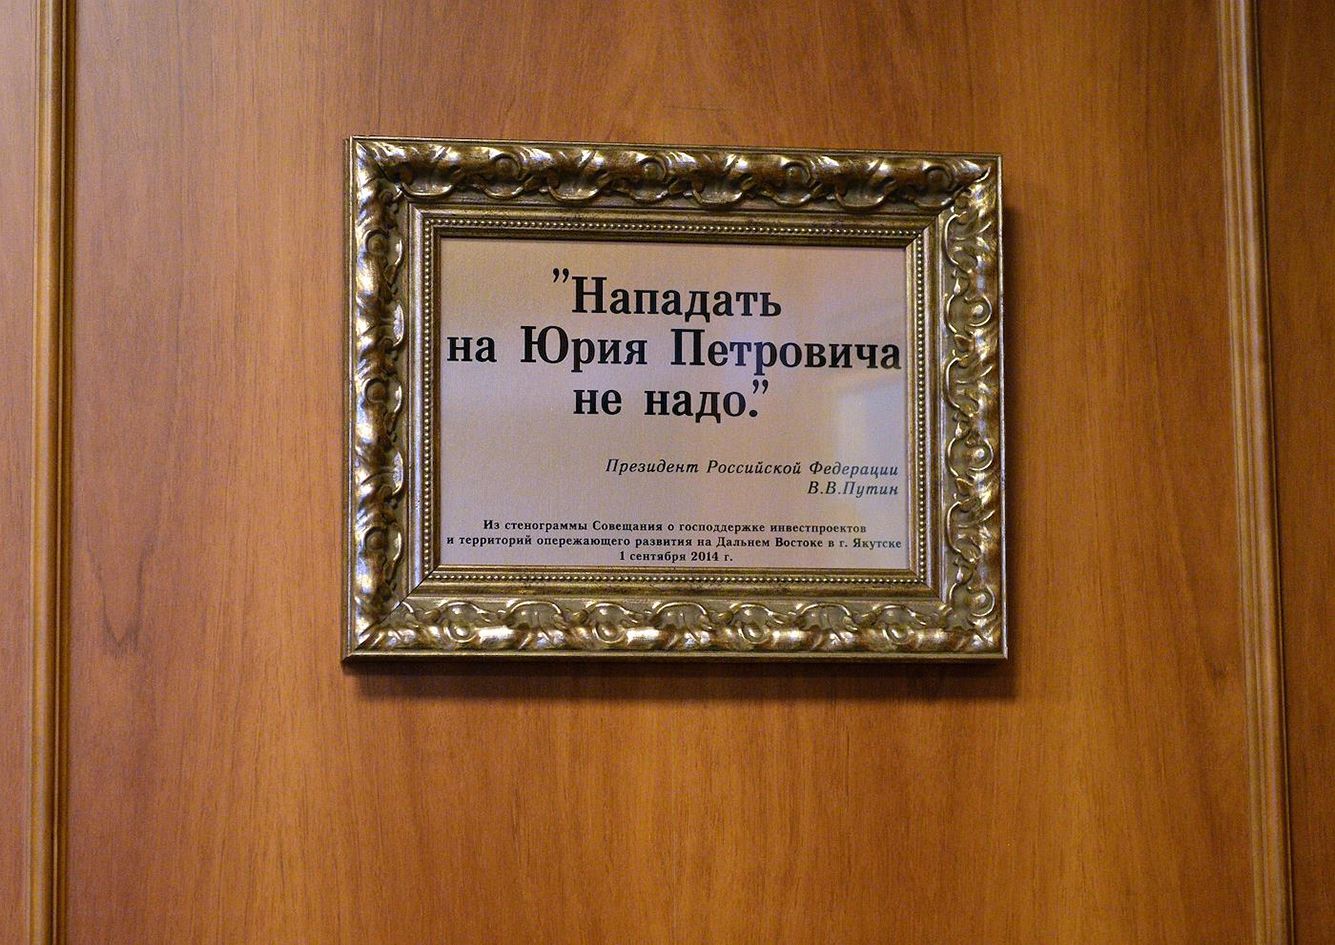 ”Нападать
на Юрия Петровича
не надо.”
Президент Российской Федерации
В.В.Путин
Из стенограммы Совещания о господдержке инвестпроектов
и территорий опережающего развития на Дальнем Востоке в г. Якутске
1 сентября 2014 г.